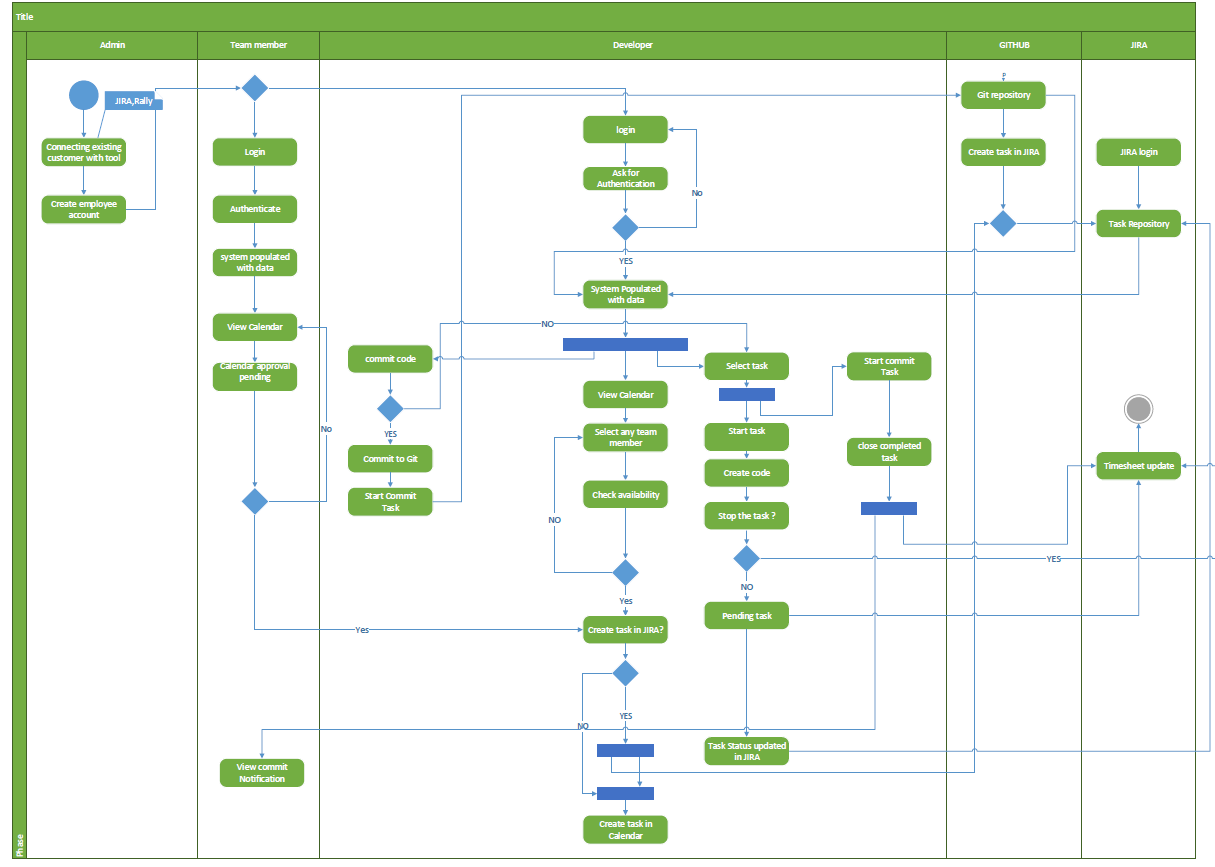 Title
Admin
Team member
Developer
GITHUB
JIRA
Phase
JIRA,Rally
Connecting existing
customer with tool
Create employee
account
Login
Authenticate
system populated
with data
View Calendar
Calendar approval
pending
No
Yes
View commit
Notification
login
Ask for
Authentication
No
YES
System Populated
with data
NO
commit code
YES
Commit to Git
Start Commit
Task
View Calendar
Select any team
member
Check availability
NO
Yes
Create task in JIRA?
NO
YES
Create task in
Calendar
Select task
Start task
Create code
Stop the task ?
YES
NO
Pending task
Task Status updated
in JIRA
Start commit
Task
close completed
task
P
Git repository
Create task in JIRA
JIRA login
Task Repository
Timesheet update